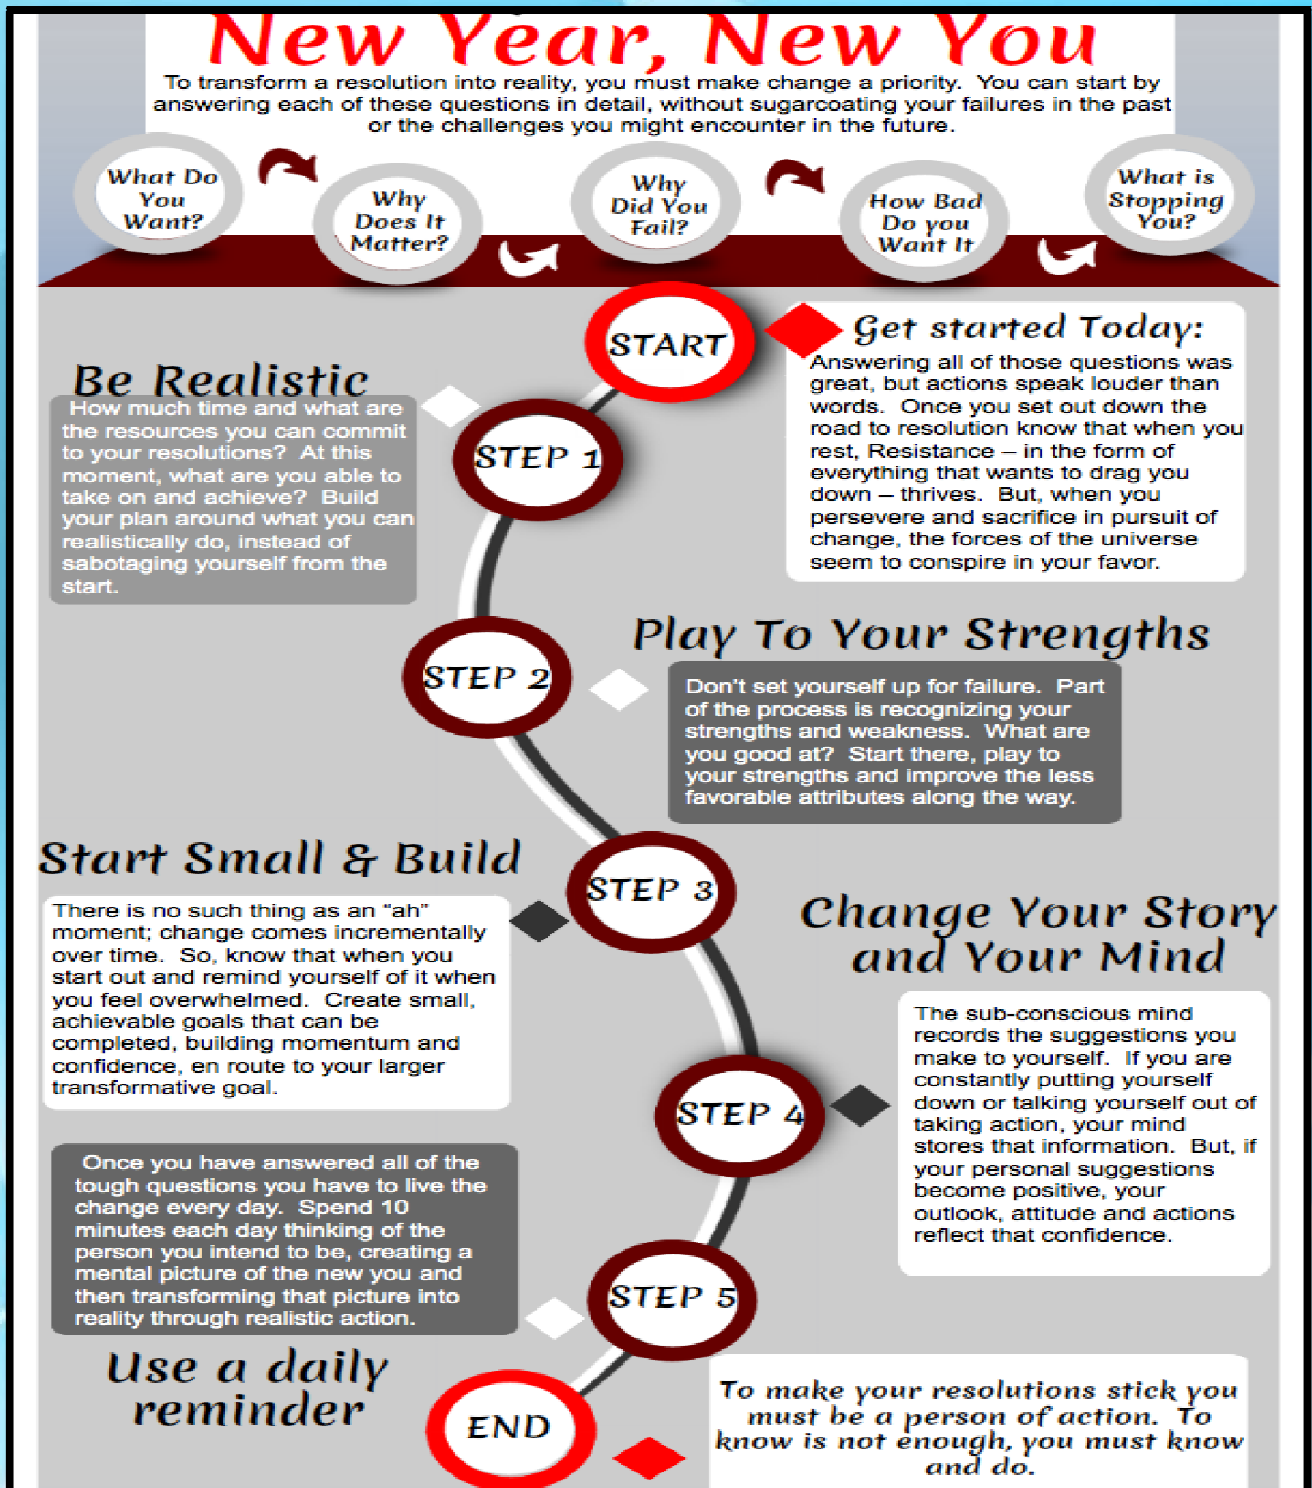 New Year, New You
To transform a resolution into reality, you must make change a priority. You can start by
answering each of these questions in detail, without sugarcoating your failures in the past
or the challenges you might encounter in the future.
What Do
You
Want?
Why
Does It
Matter?
Why
Did You
Fail?
How Bad
Do you
Want It
What is
Stopping
You?
START
Get started Today:
Answering all of those questions was
great, but actions speak louder than
words. Once you set out down the
road to resolution know that when you
rest, Resistance – in the form of
everything that wants to drag you
down – thrives. But, when you
persevere and sacrifice in pursuit of
change, the forces of the universe
seem to conspire in your favor.
Be Realistic
How much time and what are
the resources you can commit
to your resolutions? At this
moment, what are you able to
take on and achieve? Build
your plan around what you can
realistically do, instead of
sabotaging yourself from the
start.
STEP 1
Play To Your Strengths
STEP 2
Don't set yourself up for failure. Part
of the process is recognizing your
strengths and weakness. What are
you good at? Start there, play to
your strengths and improve the less
favorable attributes along the way.
Start Small & Build
STEP 3
There is no such thing as an “ah”
moment; change comes incrementally
over time. So, know that when you
start out and remind yourself of it when
you feel overwhelmed. Create small,
achievable goals that can be
completed, building momentum and
confidence, en route to your larger
transformative goal.
Change Your Story
and Your Mind
STEP 4
The sub-conscious mind
records the suggestions you
make to yourself. If you are
constantly putting yourself
down or talking yourself out of
taking action, your mind
stores that information. But, if
your personal suggestions
become positive, your
outlook, attitude and actions
reflect that confidence.
Once you have answered all of the
tough questions you have to live the
change every day. Spend 10
minutes each day thinking of the
person you intend to be, creating a
mental picture of the new you and
then transforming that picture into
reality through realistic action.
STEP 5
Use a daily
reminder
END
To make your resolutions stick you
must be a person of action. To
know is not enough, you must know
and do.